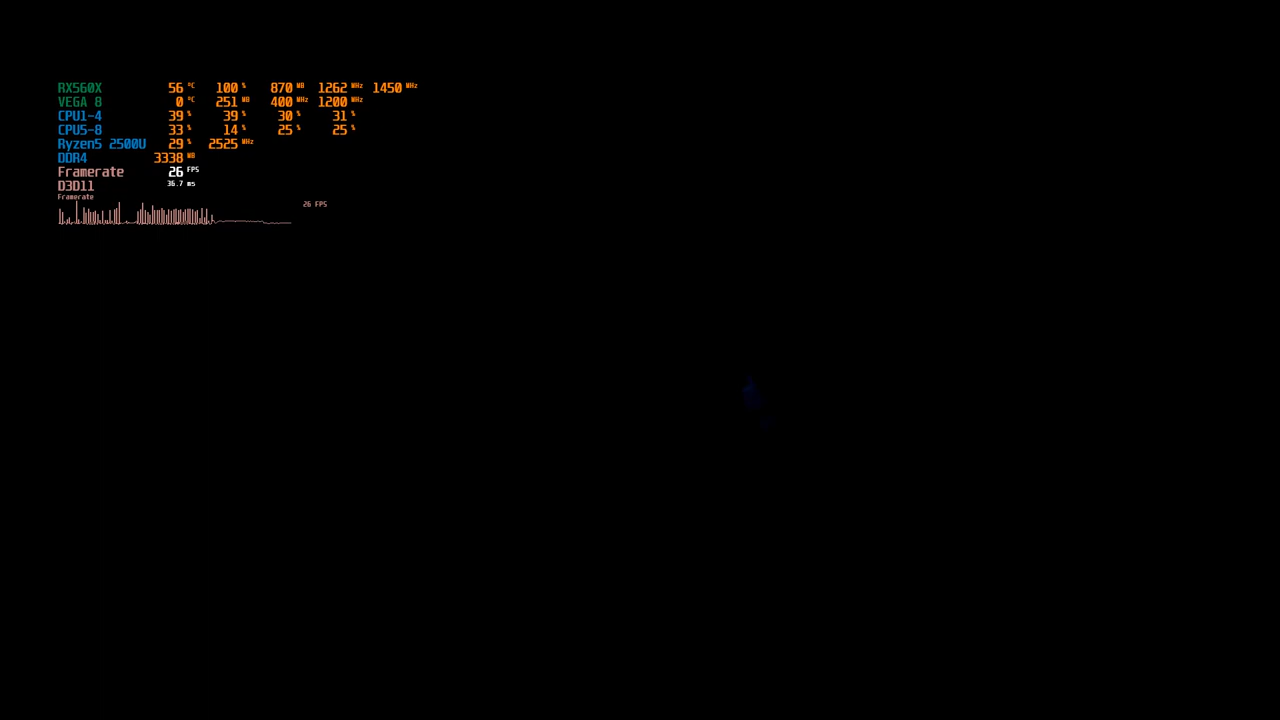 RX560X 56 °C 100 % 870 MB 1262 MHz 1450 MHz
VEGA 8 0 °C 251 MB 400 MHz 1200 MHz
CPU1-4 39 % 39 % 30 % 31 %
CPU5-8 33 % 14 % 25 % 25 %
Ryzen5 2500U 29 % 2525 MHz
DDR4 3338 MB
Framerate 26 FPS
D3D11 36.7 ms
Framerate
26 FPS